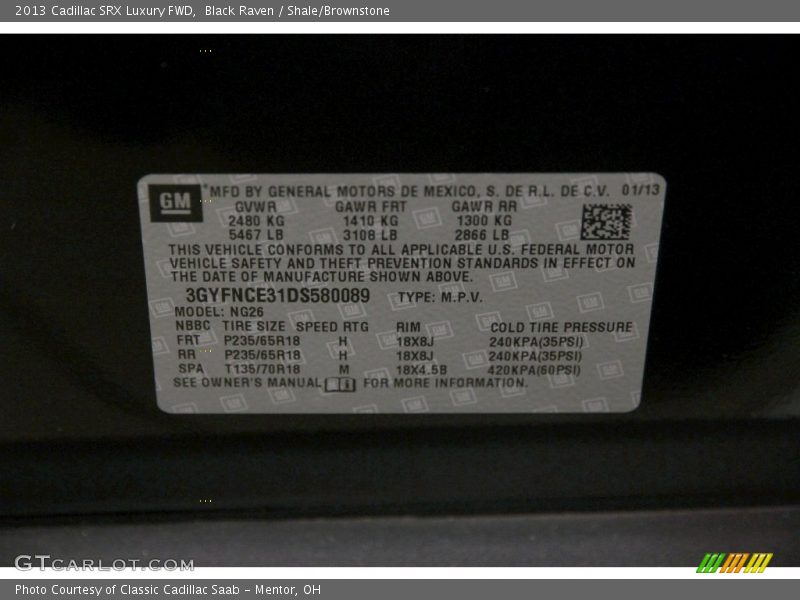 2013 Cadillac SRX Luxury FWD,  Black Raven / Shale/Brownstone
GM *MFD BY GENERAL MOTORS DE MEXICO, S. DE R.L. DE C.V. 01/13
GVWR GAWR FRT GAWR RR
2480 KG 1410 KG 1300 KG
5467 LB 3108 LB 2866 LB
THIS VEHICLE CONFORMS TO ALL APPLICABLE U.S. FEDERAL MOTOR
VEHICLE SAFETY AND THEFT PREVENTION STANDARDS IN EFFECT ON
THE DATE OF MANUFACTURE SHOWN ABOVE.
3GYFNCE31DS580089 TYPE: M.P.V.
MODEL: NG26
NBBC TIRE SIZE SPEED RTG RIM COLD TIRE PRESSURE
FRT P235/65R18 H 18X8J 240KPA(35PSI)
RR P235/65R18 H 18X8J 240KPA(35PSI)
SPA T135/70R18 M 18X4.5B 420KPA(60PSI)
SEE OWNER'S MANUAL FOR MORE INFORMATION.
GTCARLOT.COM
Photo Courtesy of Classic Cadillac Saab - Mentor, OH